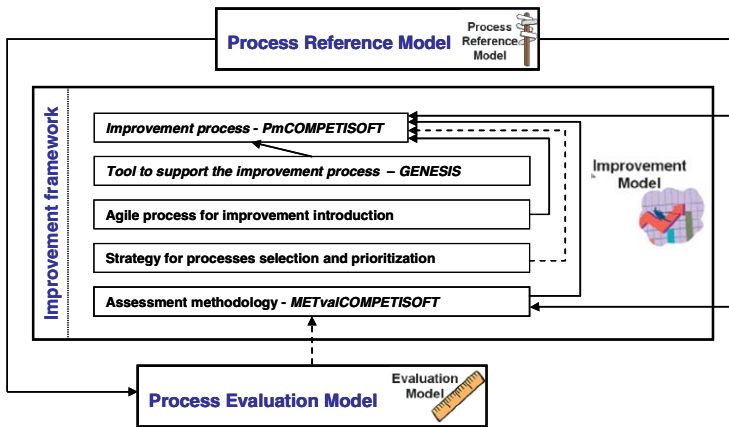 Process Reference Model
Process
Reference
Model
Improvement framework
Improvement process - PmCOMPETISOFT
Tool to support the improvement process – GENESIS
Agile process for improvement introduction
Strategy for processes selection and prioritization
Assessment methodology - METvalCOMPETISOFT
Improvement
Model
Process Evaluation Model
Evaluation
Model